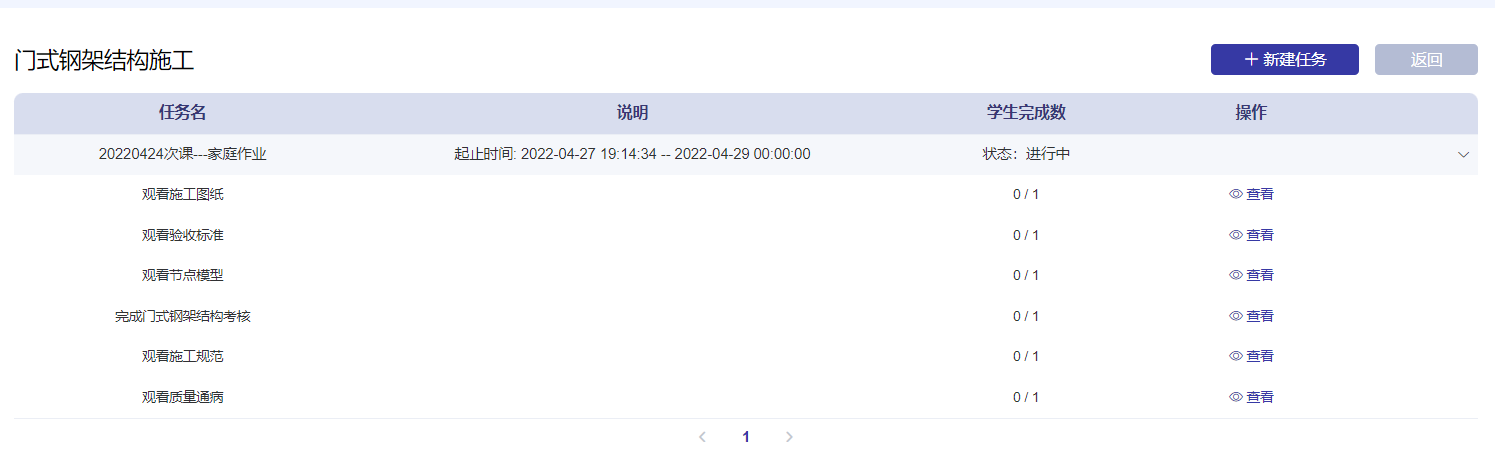 门式钢架结构施工
新建任务 返回
任务名 说明 学生完成数 操作
20220424次课---家庭作业 起止时间: 2022-04-27 19:14:34 -- 2022-04-29 00:00:00 状态：进行中
观看施工图纸 0 / 1 查看
观看验收标准 0 / 1 查看
观看节点模型 0 / 1 查看
完成门式钢架结构考核 0 / 1 查看
观看施工规范 0 / 1 查看
观看质量通病 0 / 1 查看
1